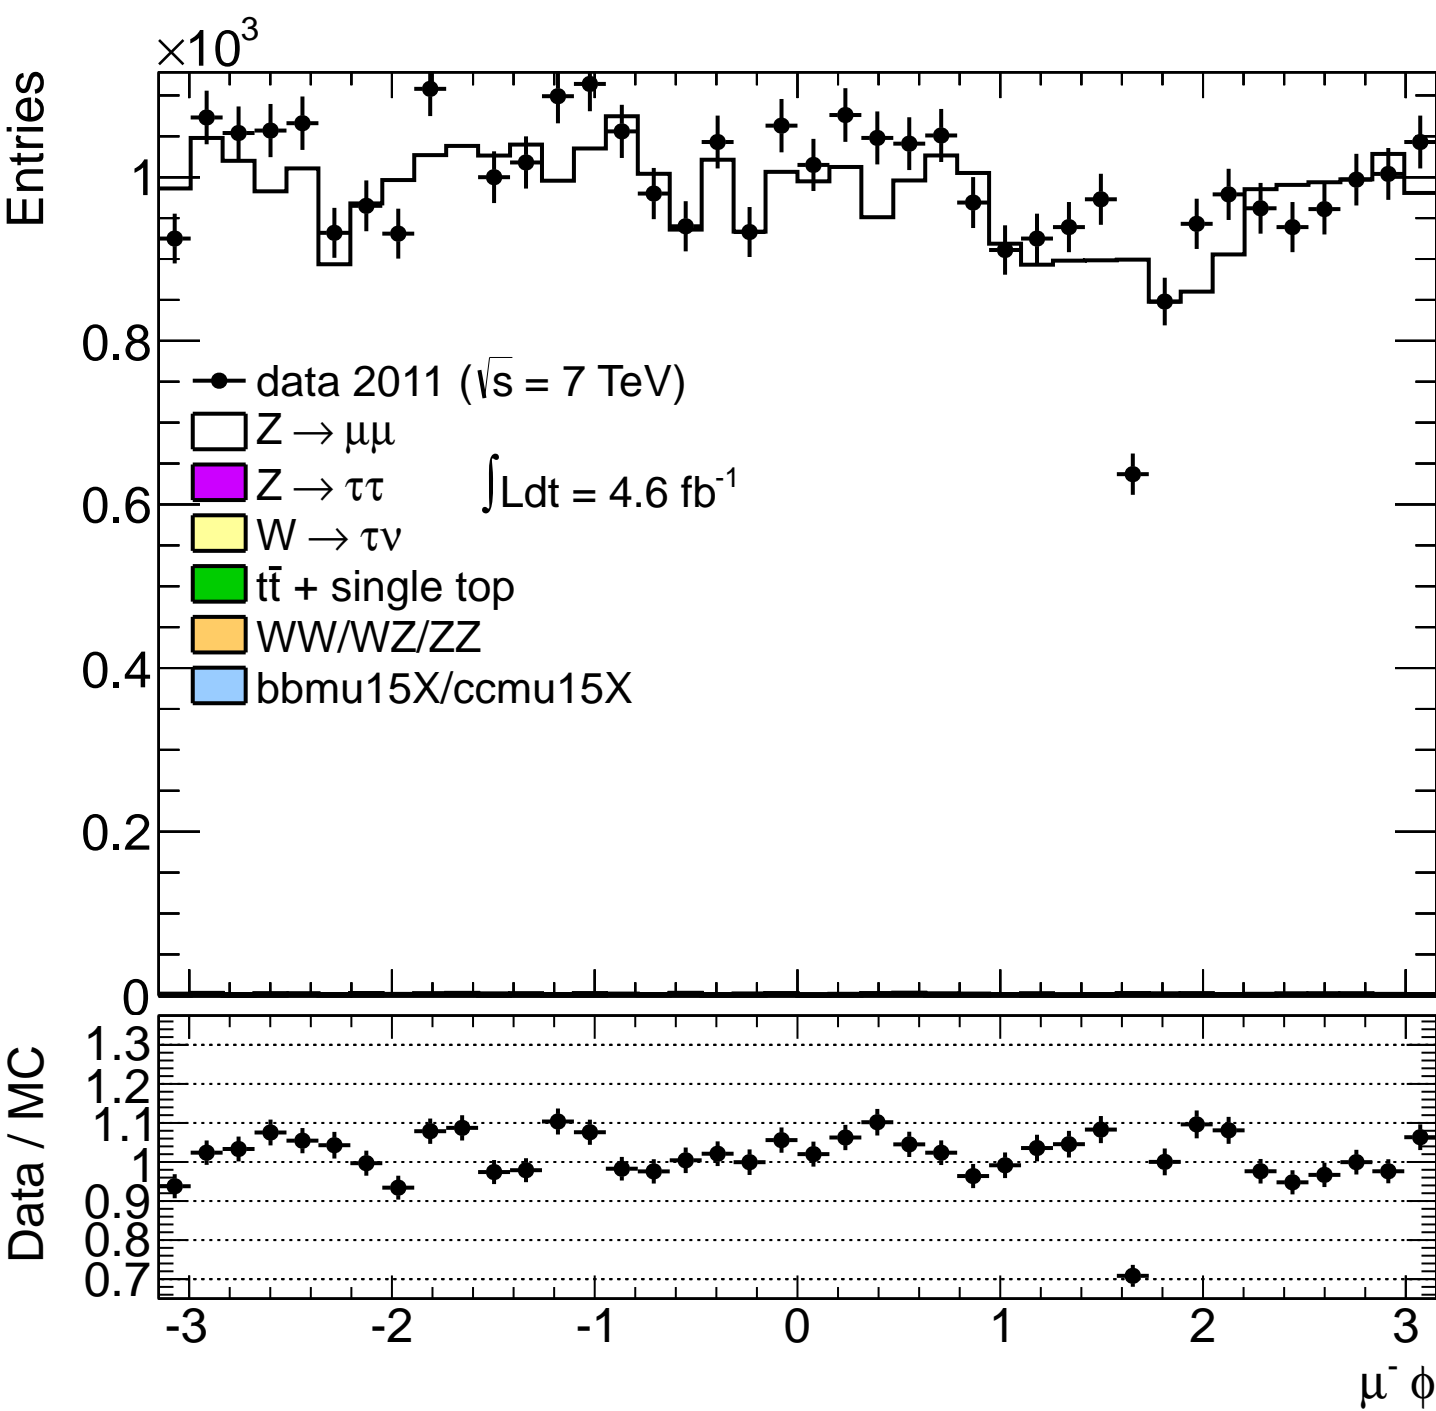 ×10³
Entries
1
0.8
0.6
0.4
0.2
0
data 2011 (√s = 7 TeV)
Z → μμ
Z → ττ
∫Ldt = 4.6 fb⁻¹
W → τν
tt̄ + single top
WW/WZ/ZZ
bbmu15X/ccmu15X
Data / MC
1.3
1.2
1.1
1
0.9
0.8
0.7
-3 -2 -1 0 1 2 3
μ⁻ ϕ